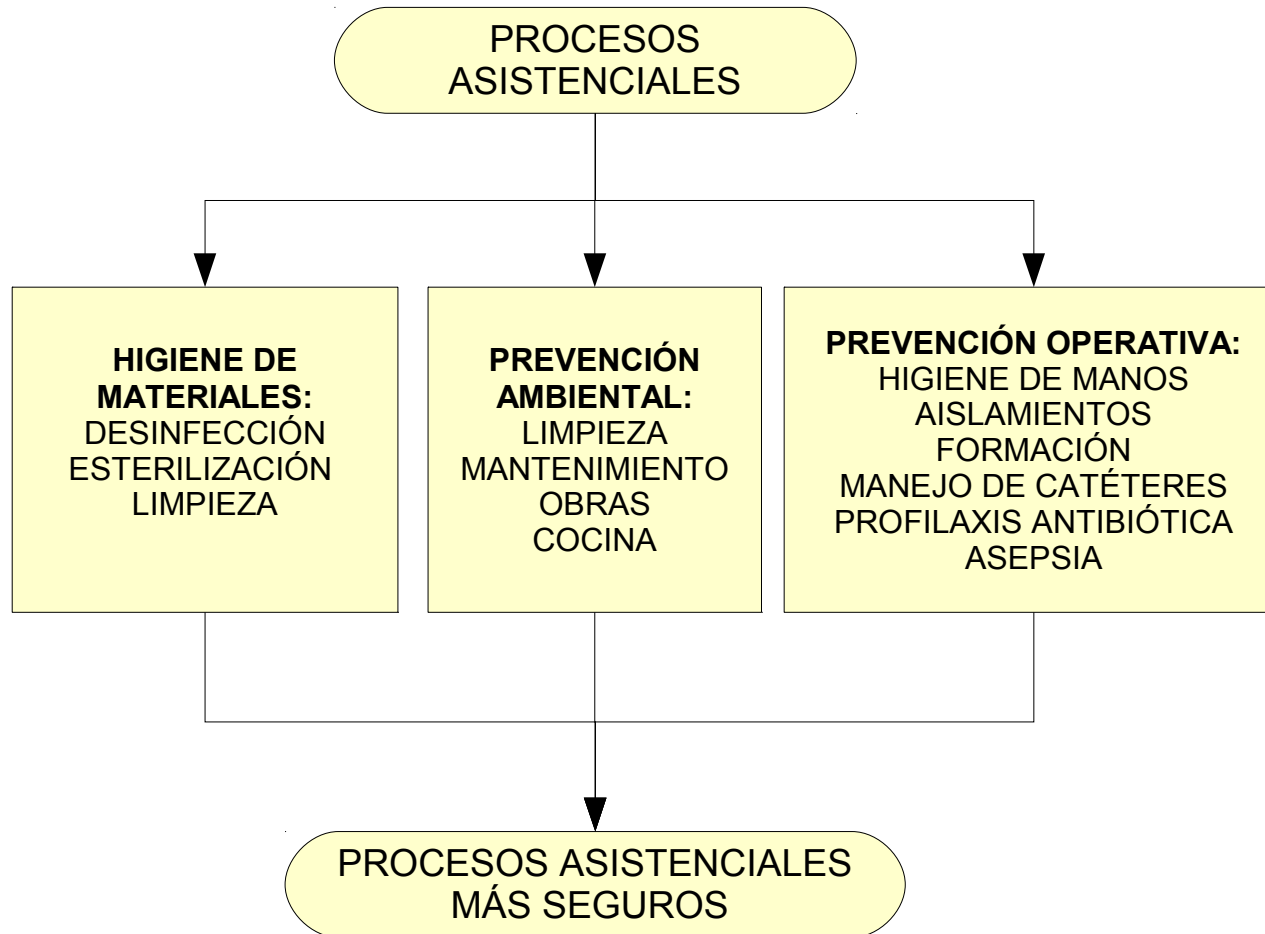 PROCESOS
ASISTENCIALES
HIGIENE DE
MATERIALES:
DESINFECCIÓN
ESTERILIZACIÓN
LIMPIEZA
PREVENCIÓN
AMBIENTAL:
LIMPIEZA
MANTENIMIENTO
OBRAS
COCINA
PREVENCIÓN OPERATIVA:
HIGIENE DE MANOS
AISLAMIENTOS
FORMACIÓN
MANEJO DE CATÉTERES
PROFILAXIS ANTIBIÓTICA
ASEPSIA
PROCESOS ASISTENCIALES
MÁS SEGUROS